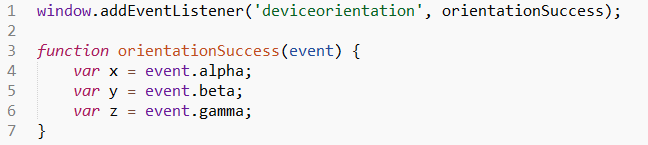 1 window.addEventListener('deviceorientation', orientationSuccess);
2
3 function orientationSuccess(event) {
4     var x = event.alpha;
5     var y = event.beta;
6     var z = event.gamma;
7 }